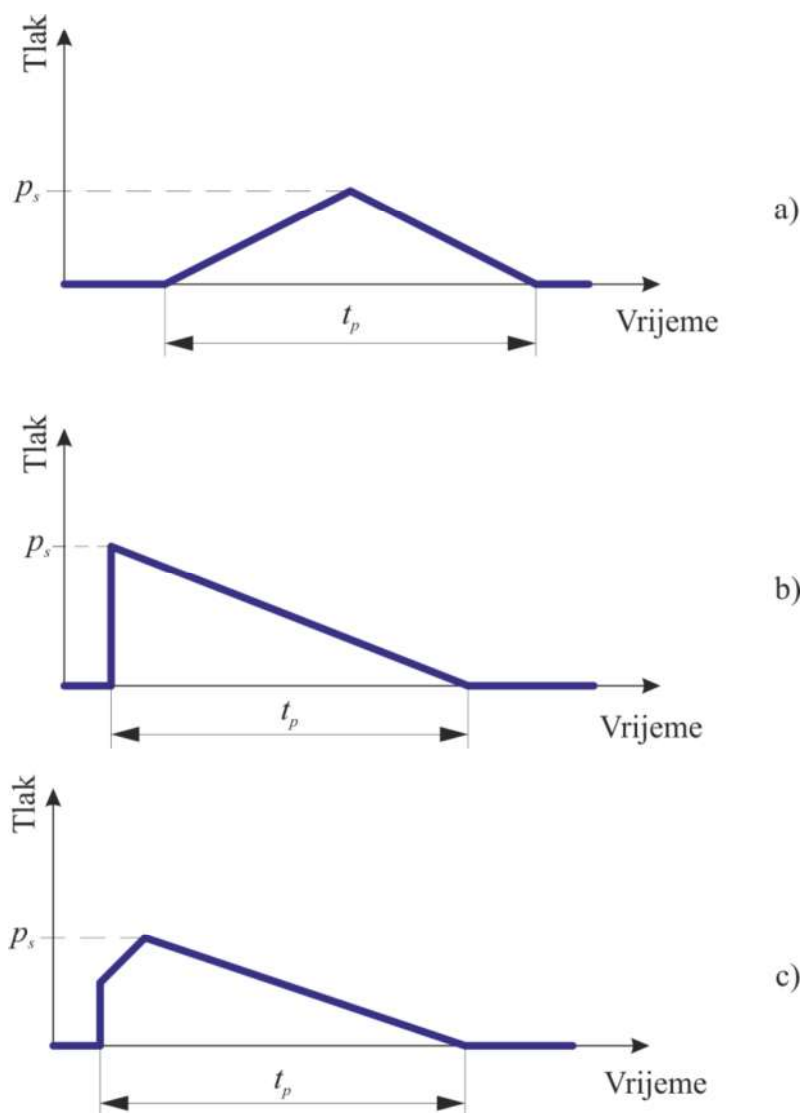 Tlak
p_s
a)
t_p
Vrijeme
Tlak
p_s
b)
t_p
Vrijeme
Tlak
p_s
c)
t_p
Vrijeme